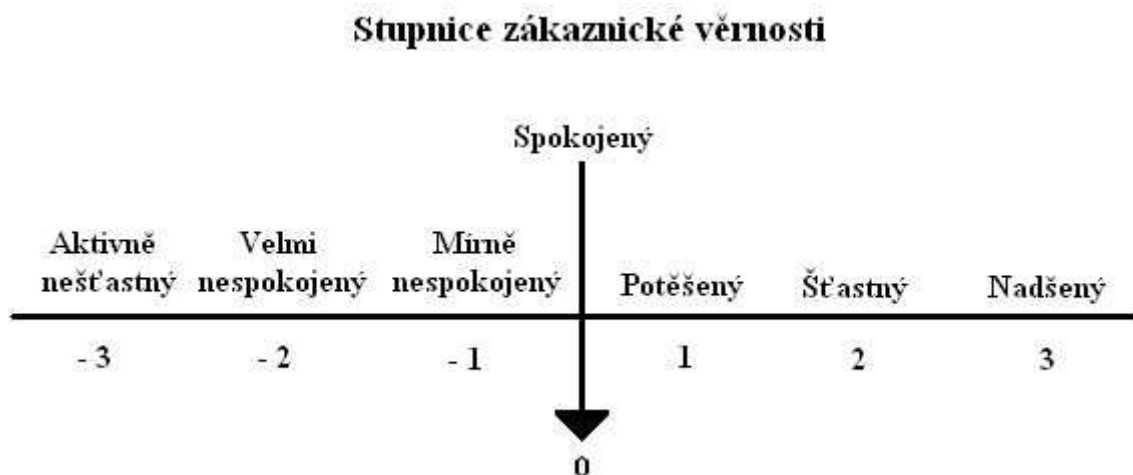 Stupnice zákaznické věrnosti
Spokojený
Aktivně Velmi Mírně
nešťastný nespokojený nespokojený Potěšený Šťastný Nadšený
- 3 - 2 - 1 1 2 3
0